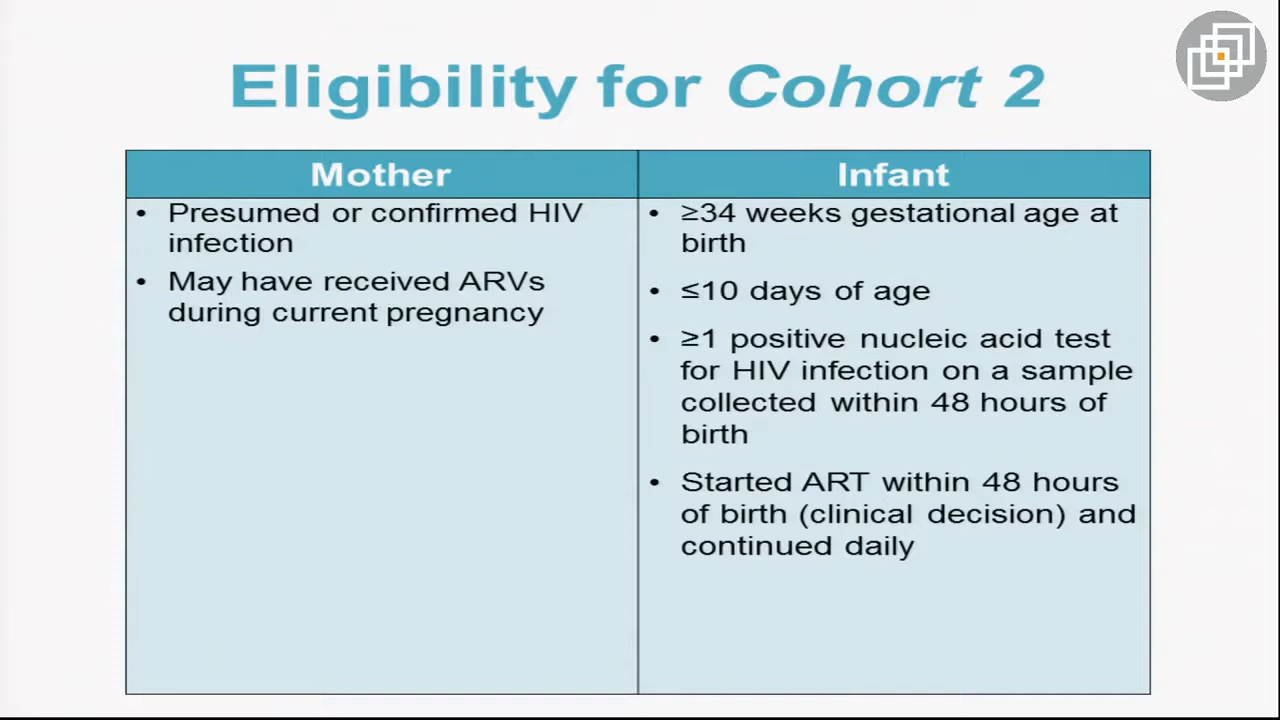 Eligibility for Cohort 2
Mother
• Presumed or confirmed HIV
infection
• May have received ARVs
during current pregnancy
Infant
• ≥34 weeks gestational age at
birth
• ≤10 days of age
• ≥1 positive nucleic acid test
for HIV infection on a sample
collected within 48 hours of
birth
• Started ART within 48 hours
of birth (clinical decision) and
continued daily